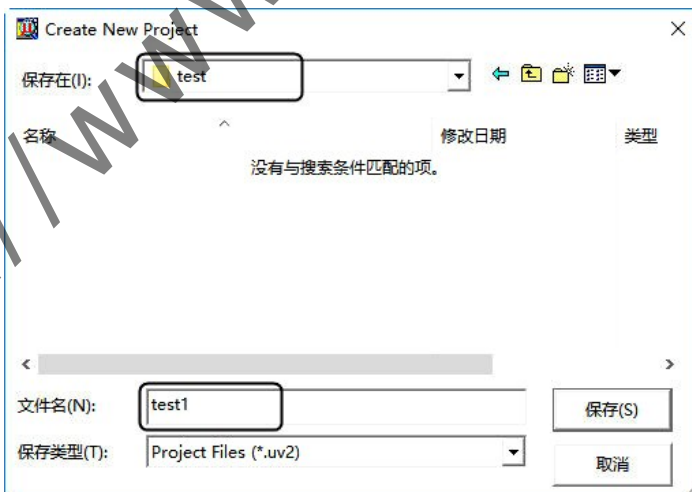 Create New Project
保存在(I):
test
名称
修改日期
类型
没有与搜索条件匹配的项。
文件名(N):
test1
保存(S)
保存类型(T):
Project Files (*.uv2)
取消
//www